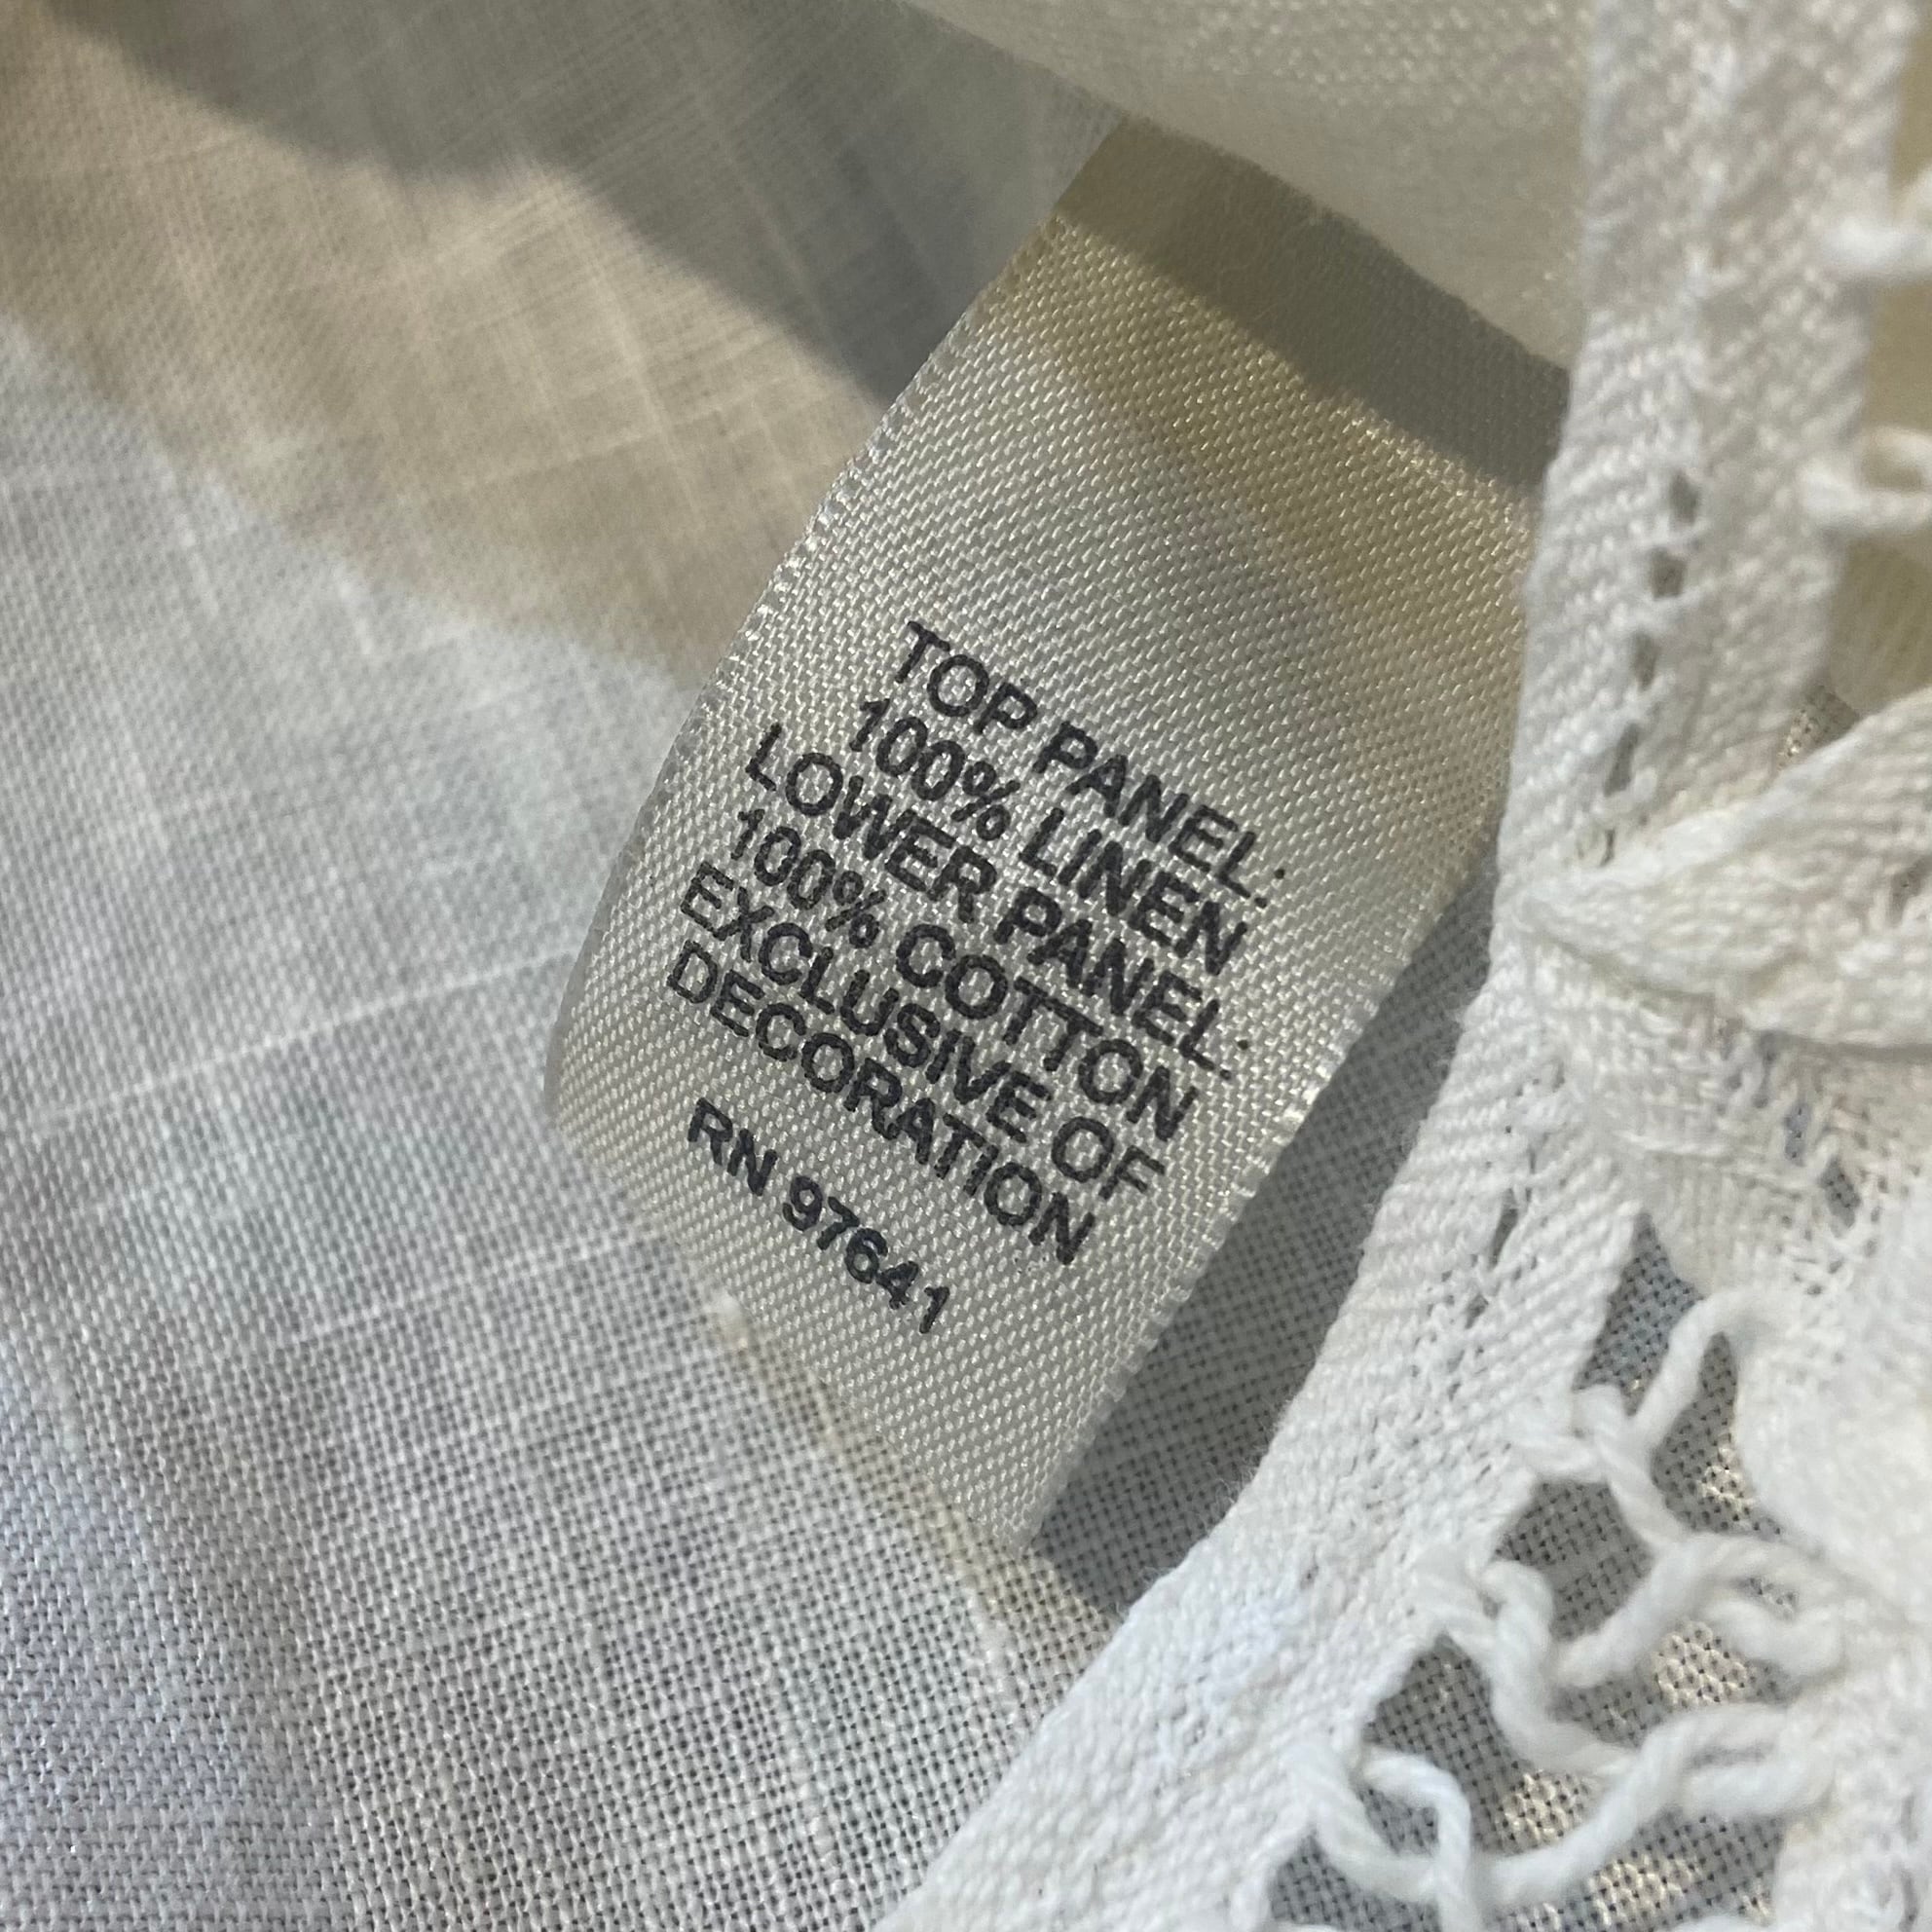 TOP PANEL:
100% LINEN
LOWER PANEL:
100% COTTON
EXCLUSIVE OF
DECORATION
RN 97641